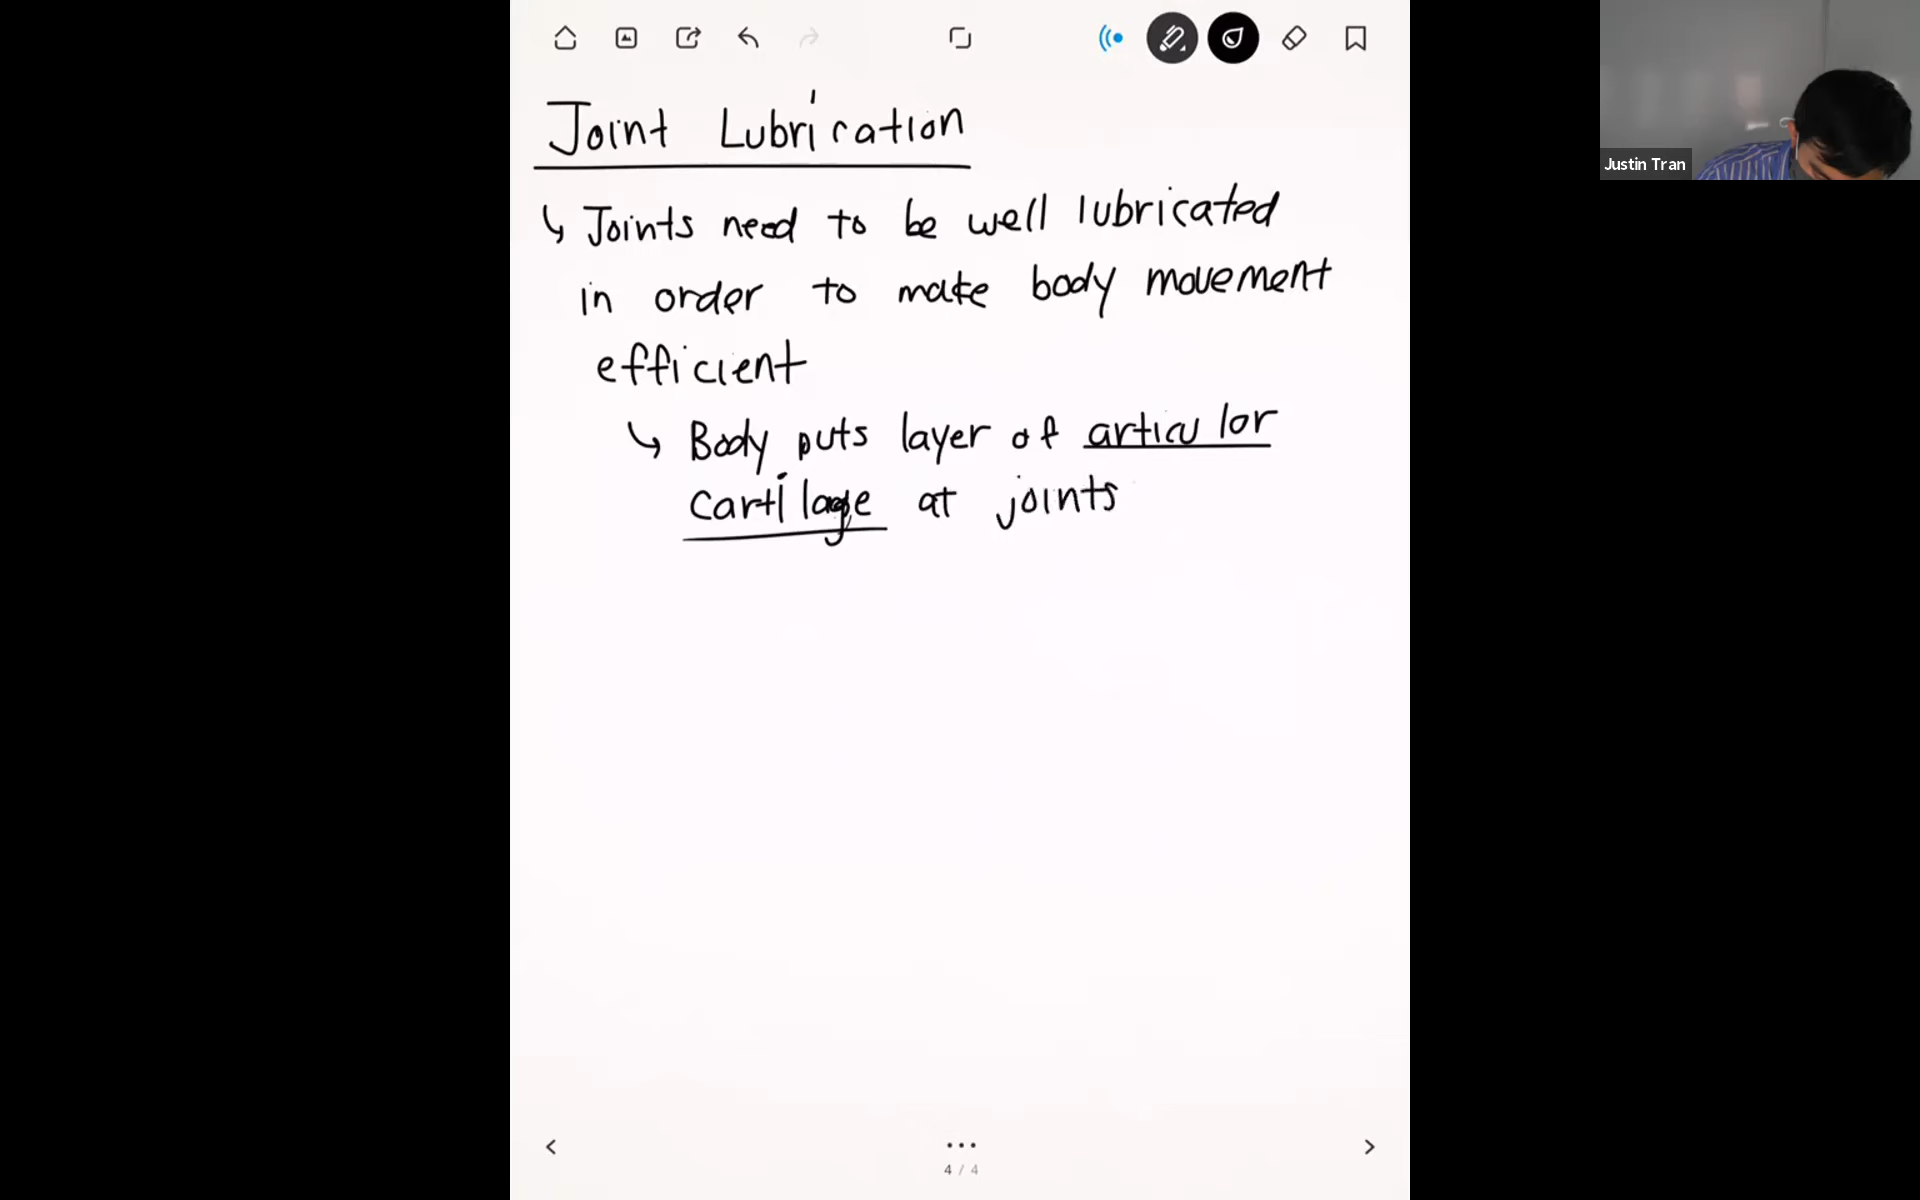 Joint Lubrication
Justin Tran
↳ Joints need to be well lubricated
in order to make body movement
efficient
↳ Body puts layer of articulor
cartilage at joints
4 / 4